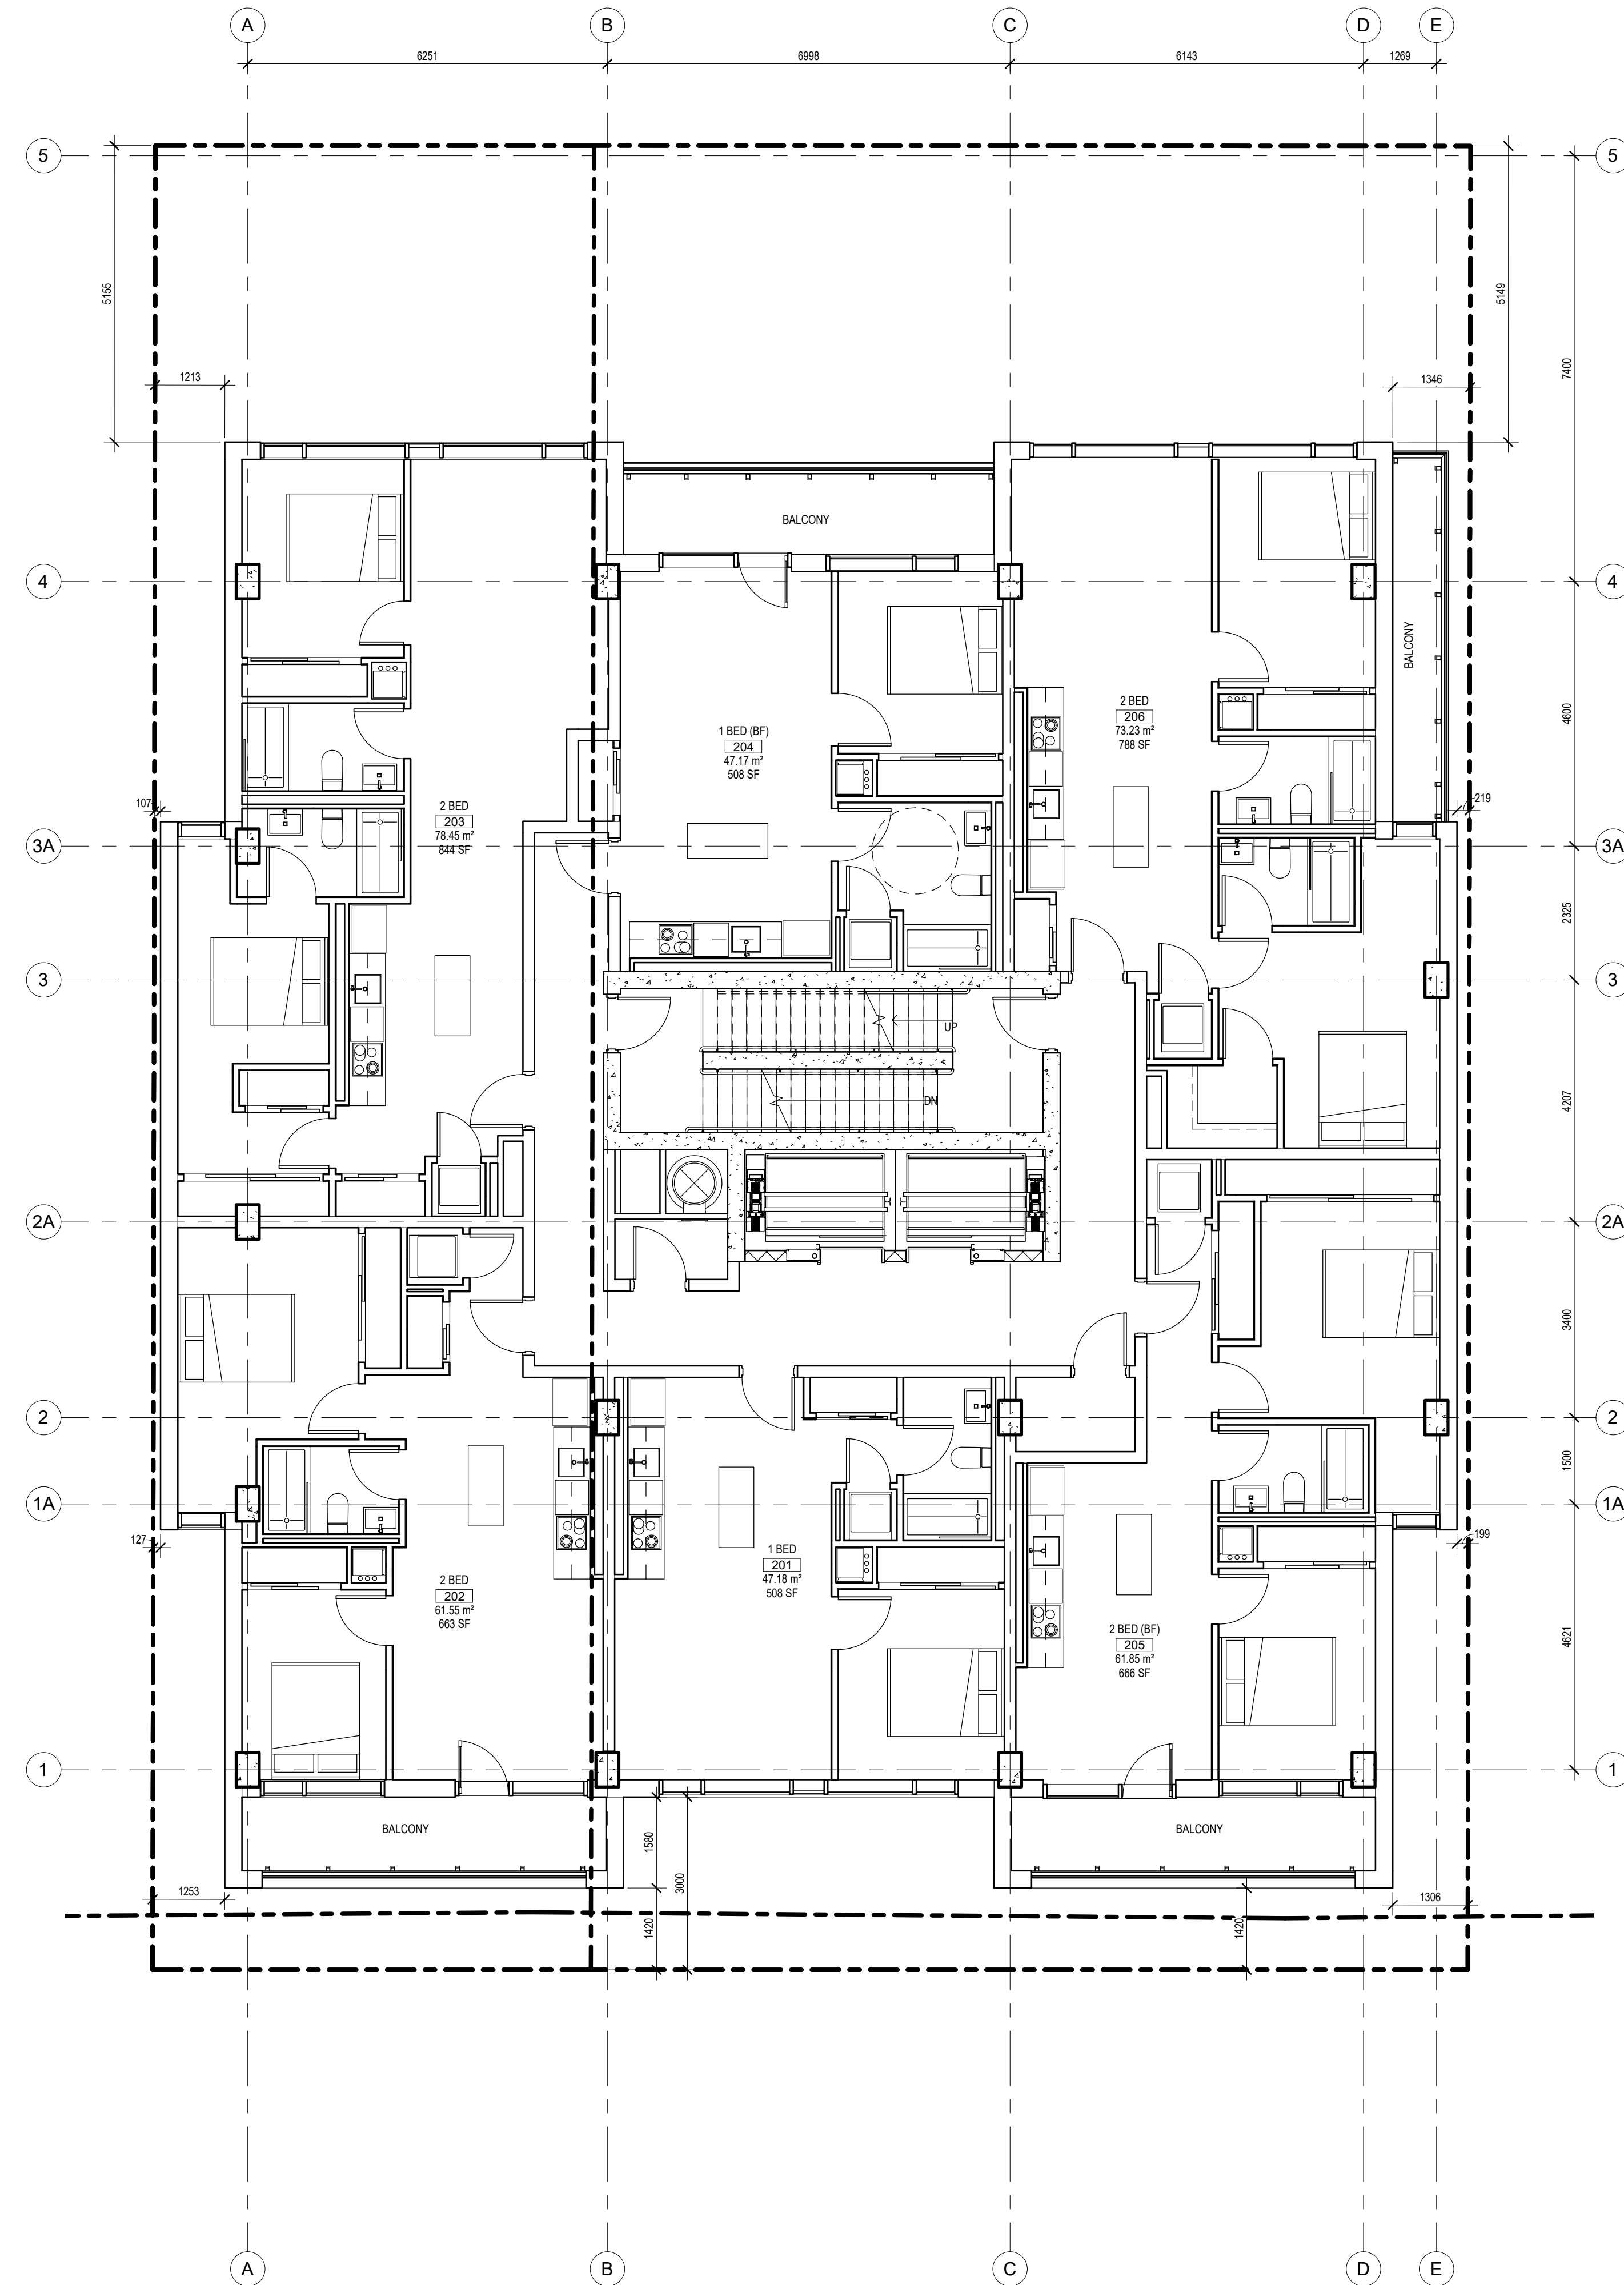 A B C D E
6251 6998 6143 1269
5 5
5155 5149
7400
1213 1346
BALCONY
4 4
BALCONY
4600
2 BED
206
73.23 m²
788 SF
1 BED (BF)
204
47.17 m²
508 SF
107 219
2 BED
203
78.45 m²
844 SF
3A 3A
2325
3 3
UP
DN
4207
2A 2A
3400
2 2
1500
1A 1A
127 199
1 BED
201
47.18 m²
508 SF
2 BED
202
61.55 m²
663 SF
2 BED (BF)
205
61.85 m²
666 SF
4621
1 1
BALCONY BALCONY
1580
3000
1253 1306
1420 1420
A B C D E